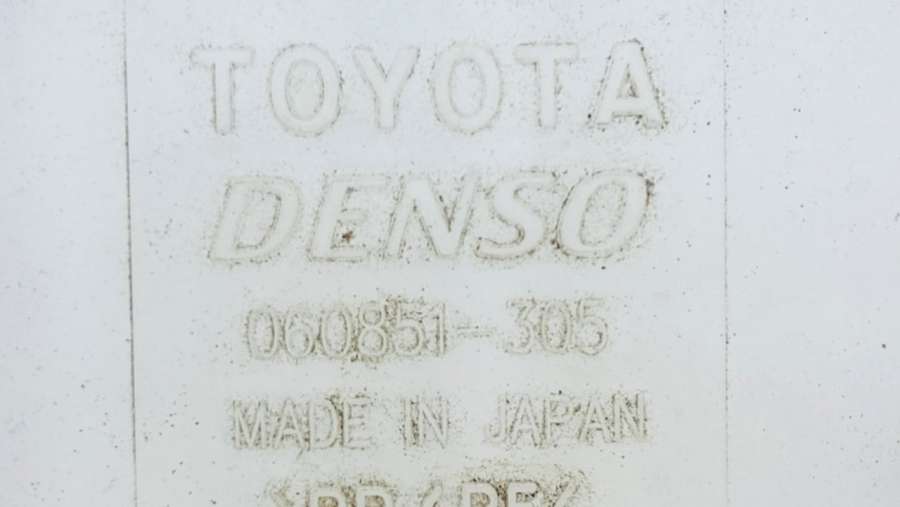 TOYOTA
DENSO
060851-305
MADE IN JAPAN